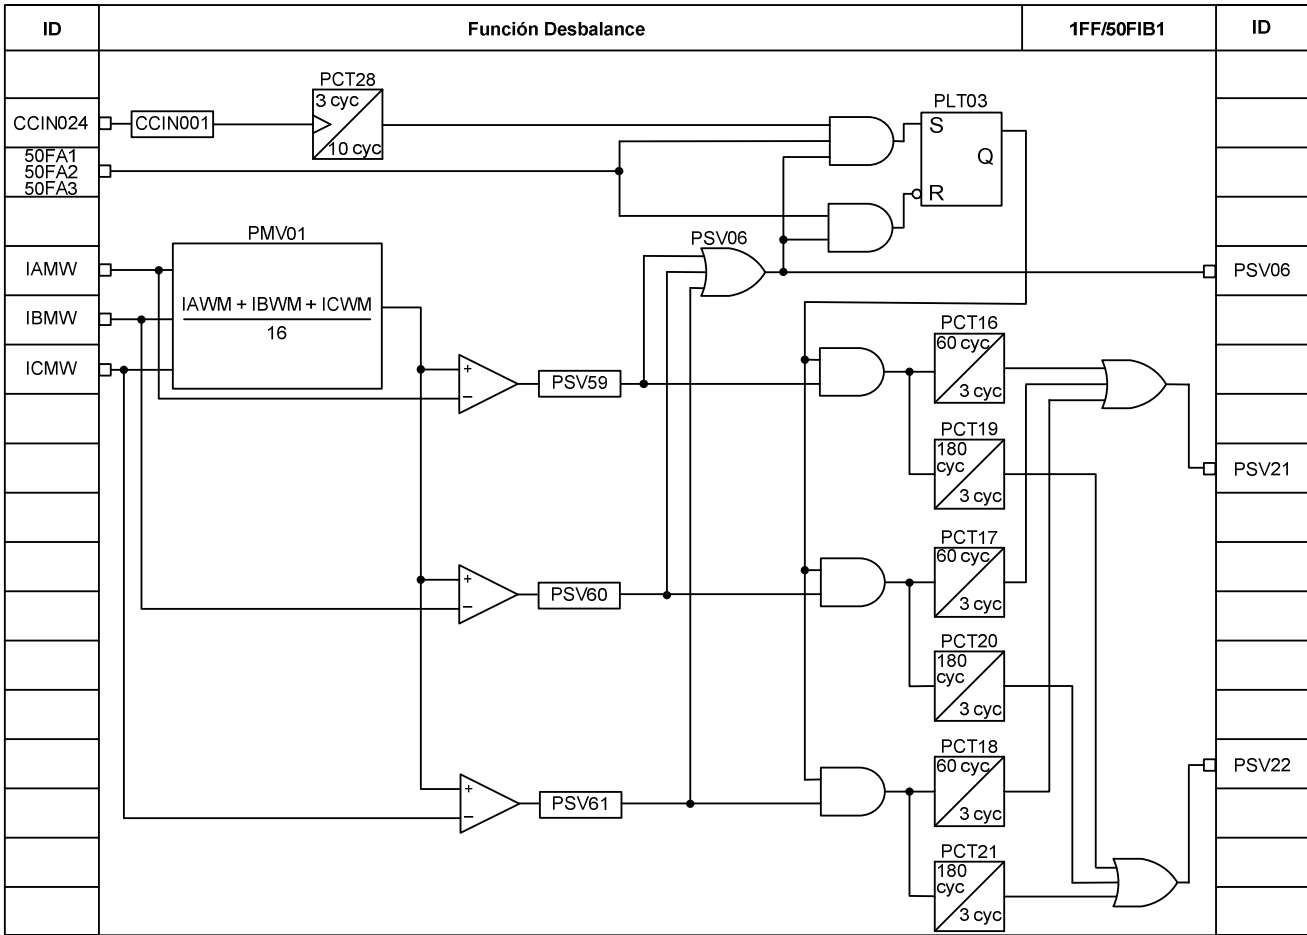 ID
Función Desbalance
1FF/50FIB1
ID
PCT28
3 cyc
10 cyc
CCIN024
CCIN001
PLT03
S
Q
R
50FA1
50FA2
50FA3
PMV01
IAWM + IBWM + ICWM
16
PSV06
IAMW
PSV06
IBMW
ICMW
+
−
PSV59
PCT16
60 cyc
3 cyc
PCT19
180
cyc
3 cyc
PSV21
+
−
PSV60
PCT17
60 cyc
3 cyc
PCT20
180
cyc
3 cyc
+
−
PSV61
PCT18
60 cyc
3 cyc
PSV22
PCT21
180
cyc
3 cyc